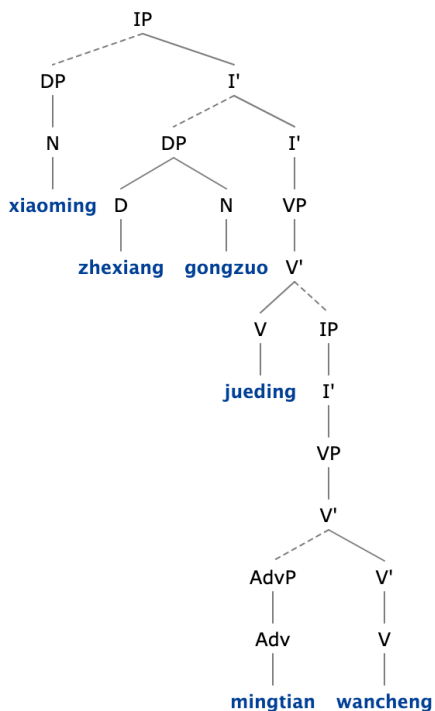 IP
DP I'
N DP I'
xiaoming D N VP
zhexiang gongzuo V'
V IP
jueding I'
VP
V'
AdvP V'
Adv V
mingtian wancheng